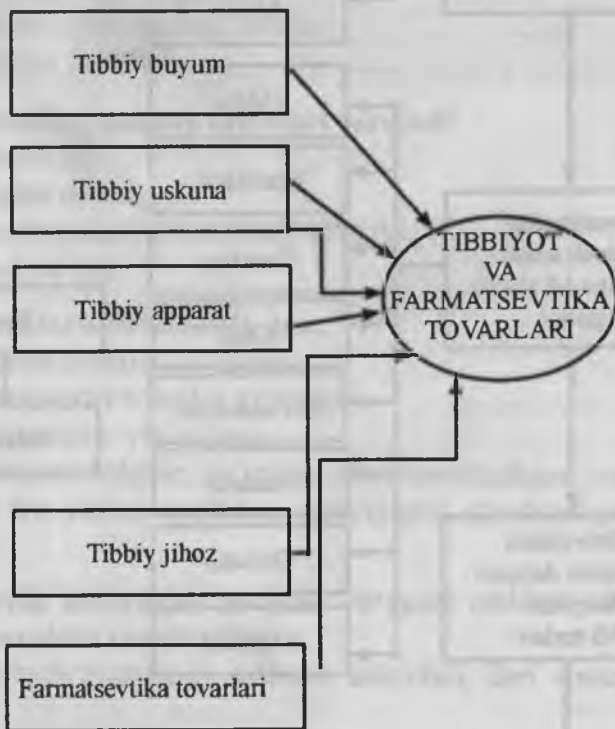 Tibbiy buyum
Tibbiy uskuna
Tibbiy apparat
Tibbiy jihoz
Farmatsevtika tovarlari
TIBBIYOT
VA
FARMATSEVTIKA
TOVARLARI